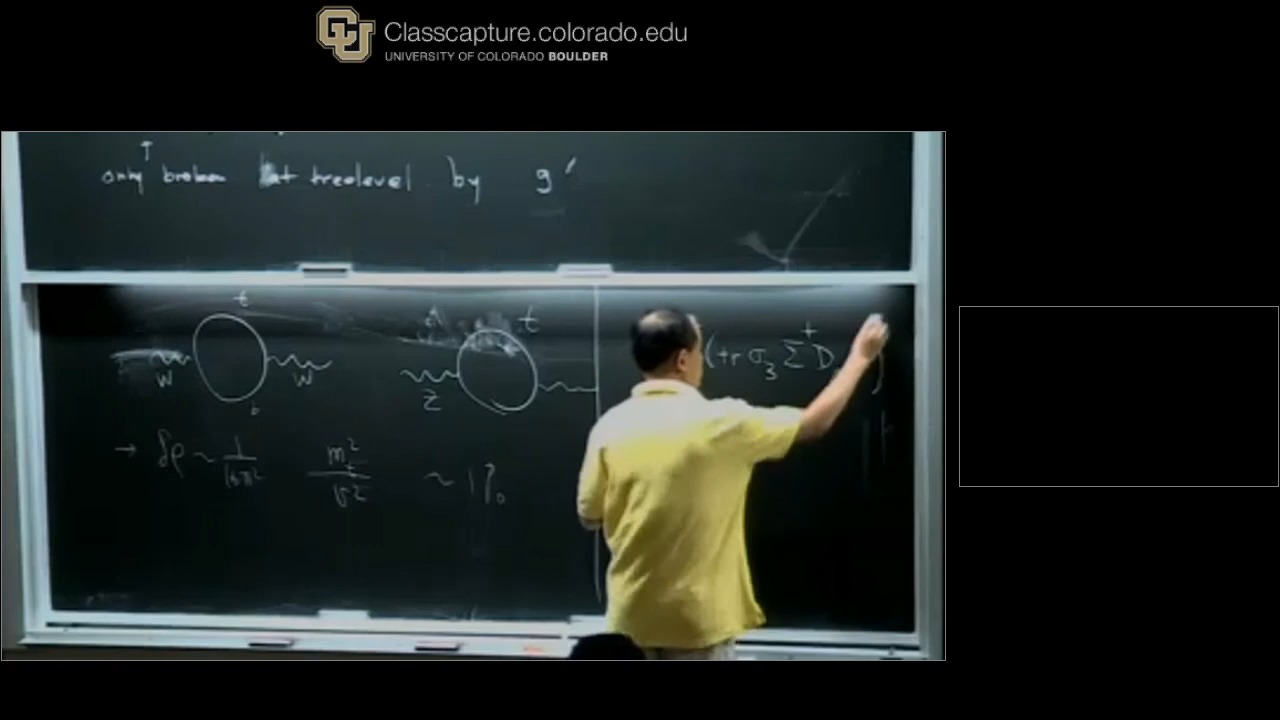 Classcapture.colorado.edu
UNIVERSITY OF COLORADO BOULDER
↑
only broken at treelevel by g'
t
W W
b
t
Z
→ δρ ~ 1/16π² m_t²/v² ~ 1%
(tr σ₃ Σ† D )